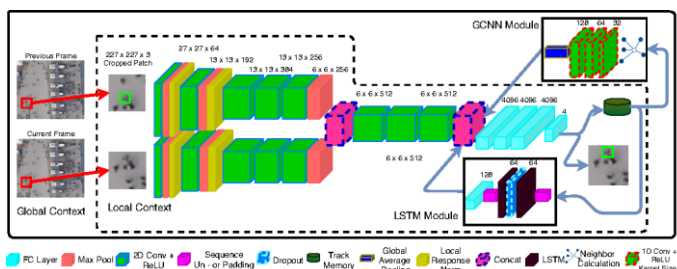 GCNN Module
128 64 32
Previous Frame
227 x 227 x 3
Cropped Patch
27 x 27 x 64
13 x 13 x 192
13 x 13 x 384
13 x 13 x 256
6 x 6 x 256
6 x 6 x 512
6 x 6 x 512
6 x 6 x 512
4096 4096 4096
4
Current Frame
Global Context
Local Context
128
64 64
LSTM Module
FC Layer
Max Pool
2D Conv +
ReLU
Sequence
Un - or Padding
Dropout
Track
Memory
Global
Average
Local
Response
Concat
LSTM
Neighbor
Calculation
1D Conv +
ReLU